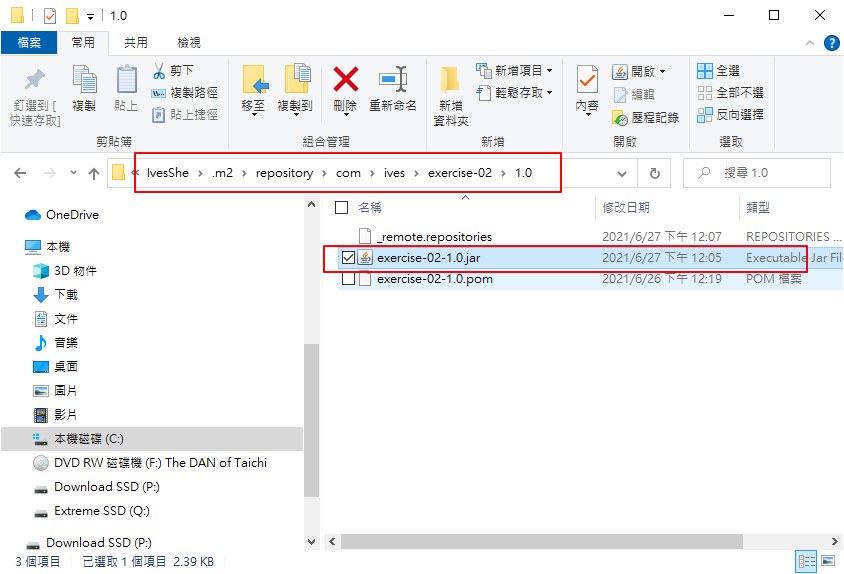 1.0
檔案 常用 共用 檢視
釘選到 [
快速存取]
複製
貼上
剪下
複製路徑
貼上捷徑
剪貼簿
移至
複製到
刪除
重新命名
組合管理
新增
資料夾
新增項目
輕鬆存取
新增
內容
開啟
編輯
歷程記錄
開啟
全選
全部不選
反向選擇
選取
« IvesShe › .m2 › repository › com › ives › exercise-02 › 1.0
搜尋 1.0
OneDrive
本機
3D 物件
下載
文件
音樂
桌面
圖片
影片
本機磁碟 (C:)
DVD RW 磁碟機 (F:) The DAN of Taichi
Download SSD (P:)
Extreme SSD (Q:)
Download SSD (P:)
名稱 修改日期 類型
_remote.repositories 2021/6/27 下午 12:07 REPOSITORIES ...
exercise-02-1.0.jar 2021/6/27 下午 12:05 Executable Jar File
exercise-02-1.0.pom 2021/6/26 下午 12:19 POM 檔案
3 個項目 已選取 1 個項目 2.39 KB